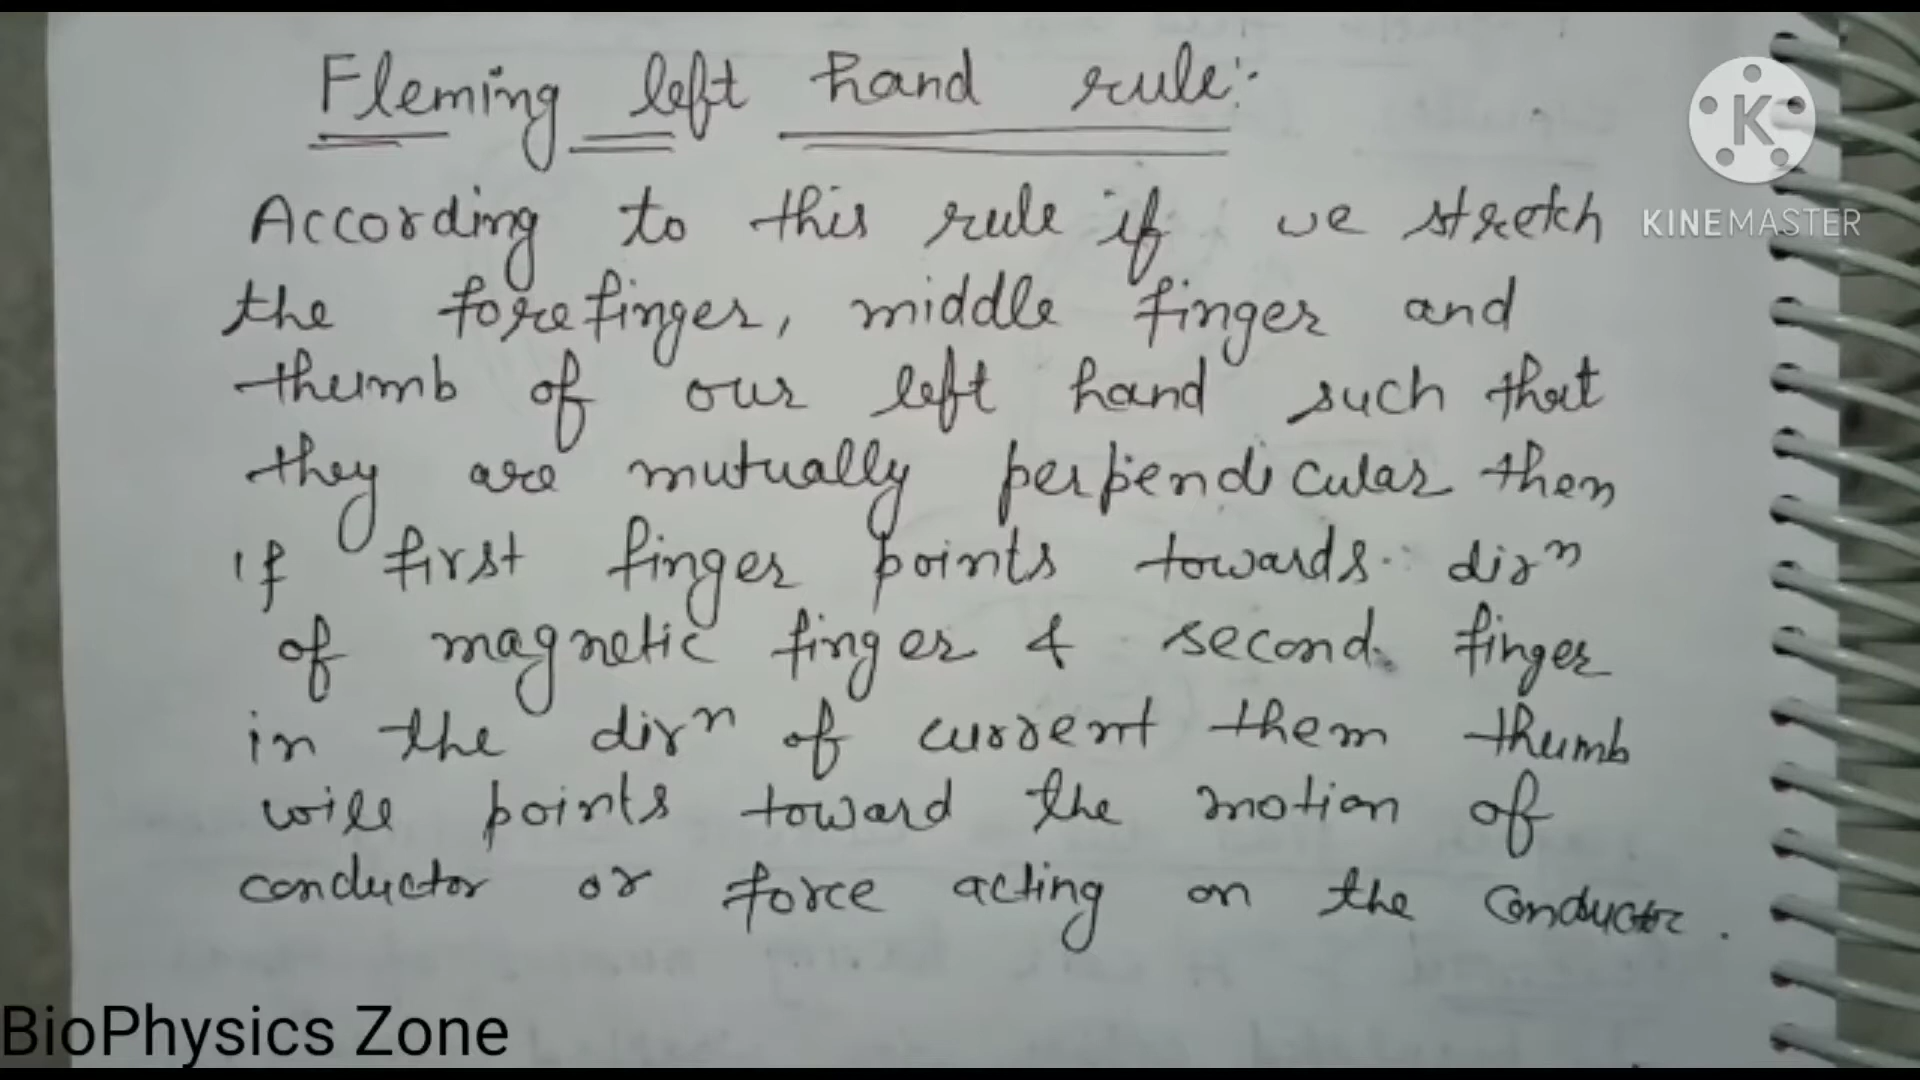 Fleming left hand rule:-
K
KINEMASTER
According to this rule if we stretch
the forefinger, middle finger and
thumb of our left hand such that
they are mutually perpendicular then
if first finger points towards dirⁿ
of magnetic finger & second finger
in the dirⁿ of current them thumb
will points toward the motion of
conductor or force acting on the conductor.
BioPhysics Zone